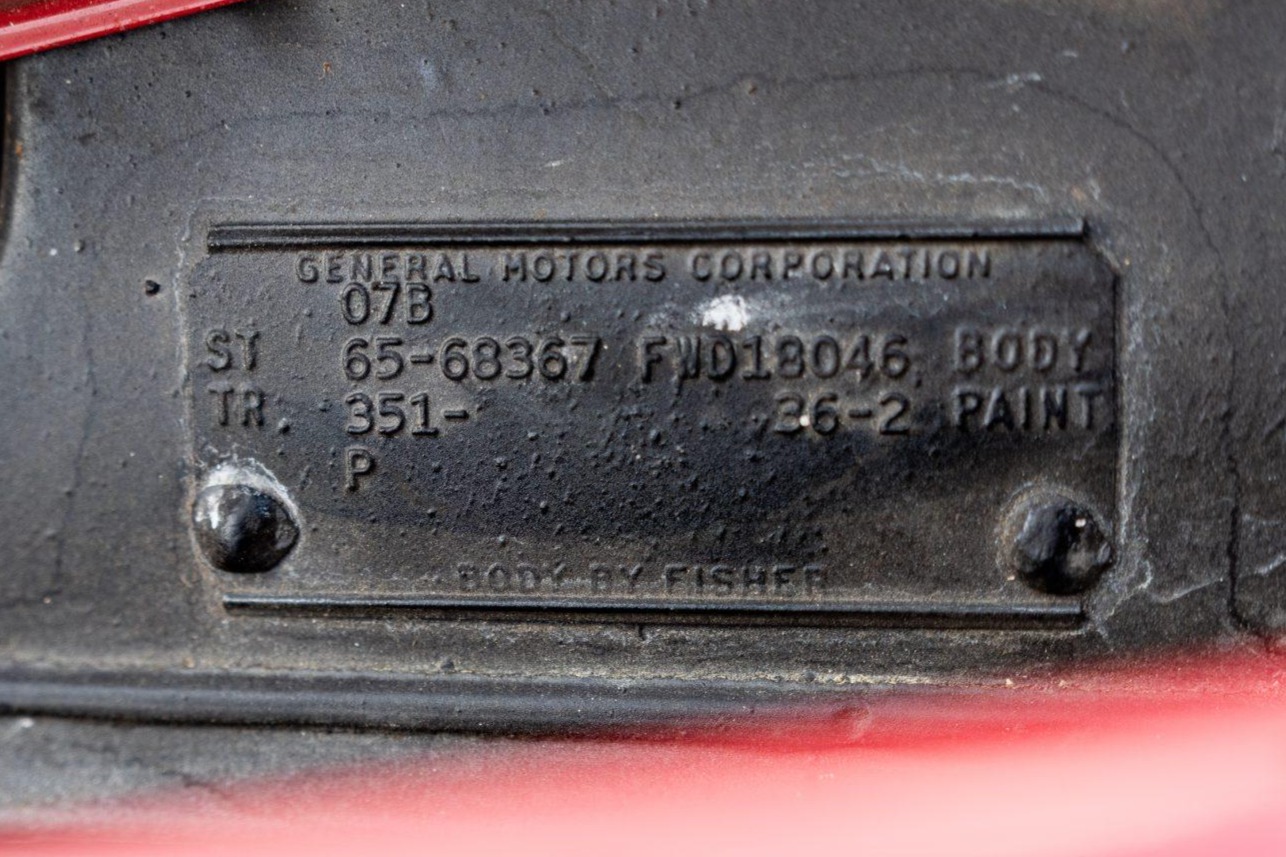 GENERAL MOTORS CORPORATION
07B
ST 65-68367 FWD18046 BODY
TR. 351- 36-2 PAINT
P
BODY BY FISHER